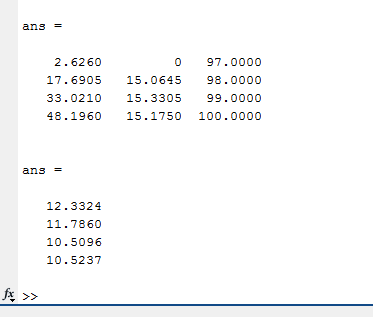 ans =
2.6260 0 97.0000
17.6905 15.0645 98.0000
33.0210 15.3305 99.0000
48.1960 15.1750 100.0000
ans =
12.3324
11.7860
10.5096
10.5237
fx >>